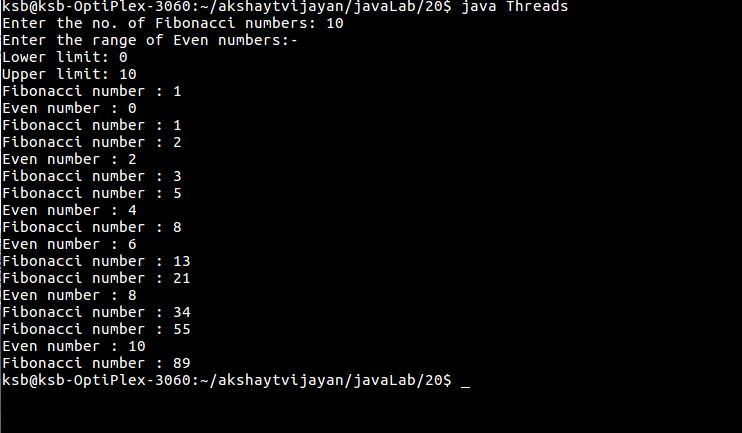 ksb@ksb-OptiPlex-3060:~/akshaytvijayan/javaLab/20$ java Threads
Enter the no. of Fibonacci numbers: 10
Enter the range of Even numbers:-
Lower limit: 0
Upper limit: 10
Fibonacci number : 1
Even number : 0
Fibonacci number : 1
Fibonacci number : 2
Even number : 2
Fibonacci number : 3
Fibonacci number : 5
Even number : 4
Fibonacci number : 8
Even number : 6
Fibonacci number : 13
Fibonacci number : 21
Even number : 8
Fibonacci number : 34
Fibonacci number : 55
Even number : 10
Fibonacci number : 89
ksb@ksb-OptiPlex-3060:~/akshaytvijayan/javaLab/20$ _